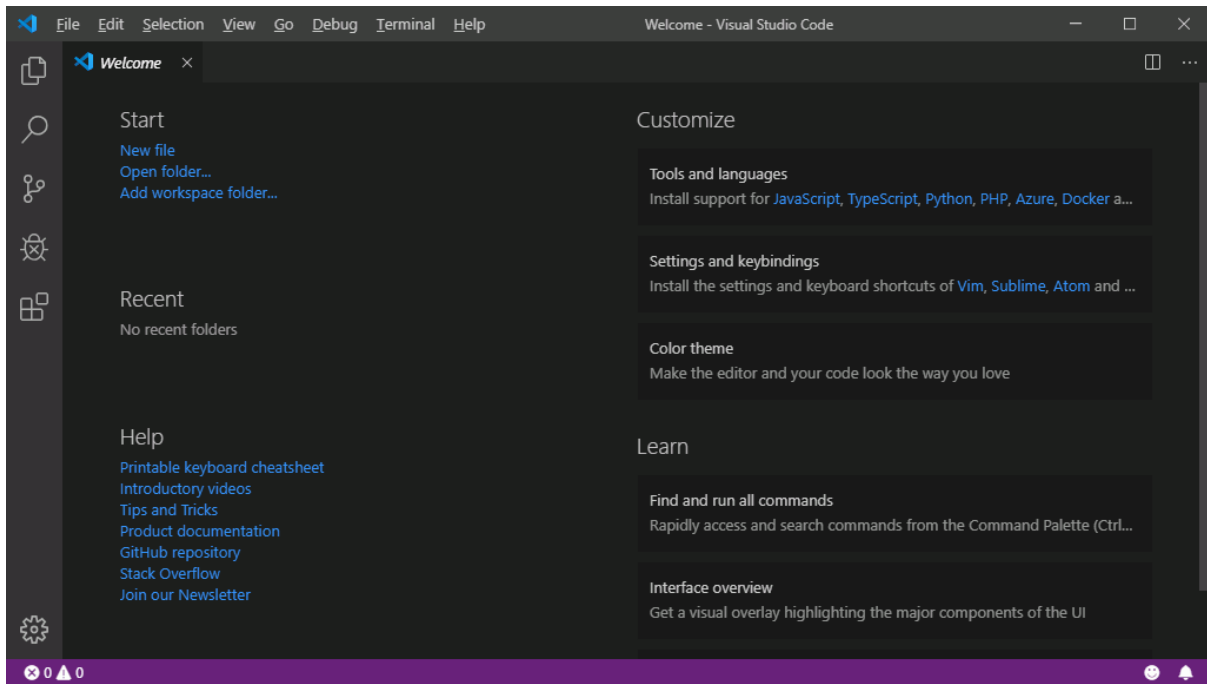 File Edit Selection View Go Debug Terminal Help Welcome - Visual Studio Code
Welcome
Start
New file
Open folder...
Add workspace folder...
Recent
No recent folders
Help
Printable keyboard cheatsheet
Introductory videos
Tips and Tricks
Product documentation
GitHub repository
Stack Overflow
Join our Newsletter
Customize
Tools and languages
Install support for JavaScript, TypeScript, Python, PHP, Azure, Docker a...
Settings and keybindings
Install the settings and keyboard shortcuts of Vim, Sublime, Atom and ...
Color theme
Make the editor and your code look the way you love
Learn
Find and run all commands
Rapidly access and search commands from the Command Palette (Ctrl...
Interface overview
Get a visual overlay highlighting the major components of the UI
0 0